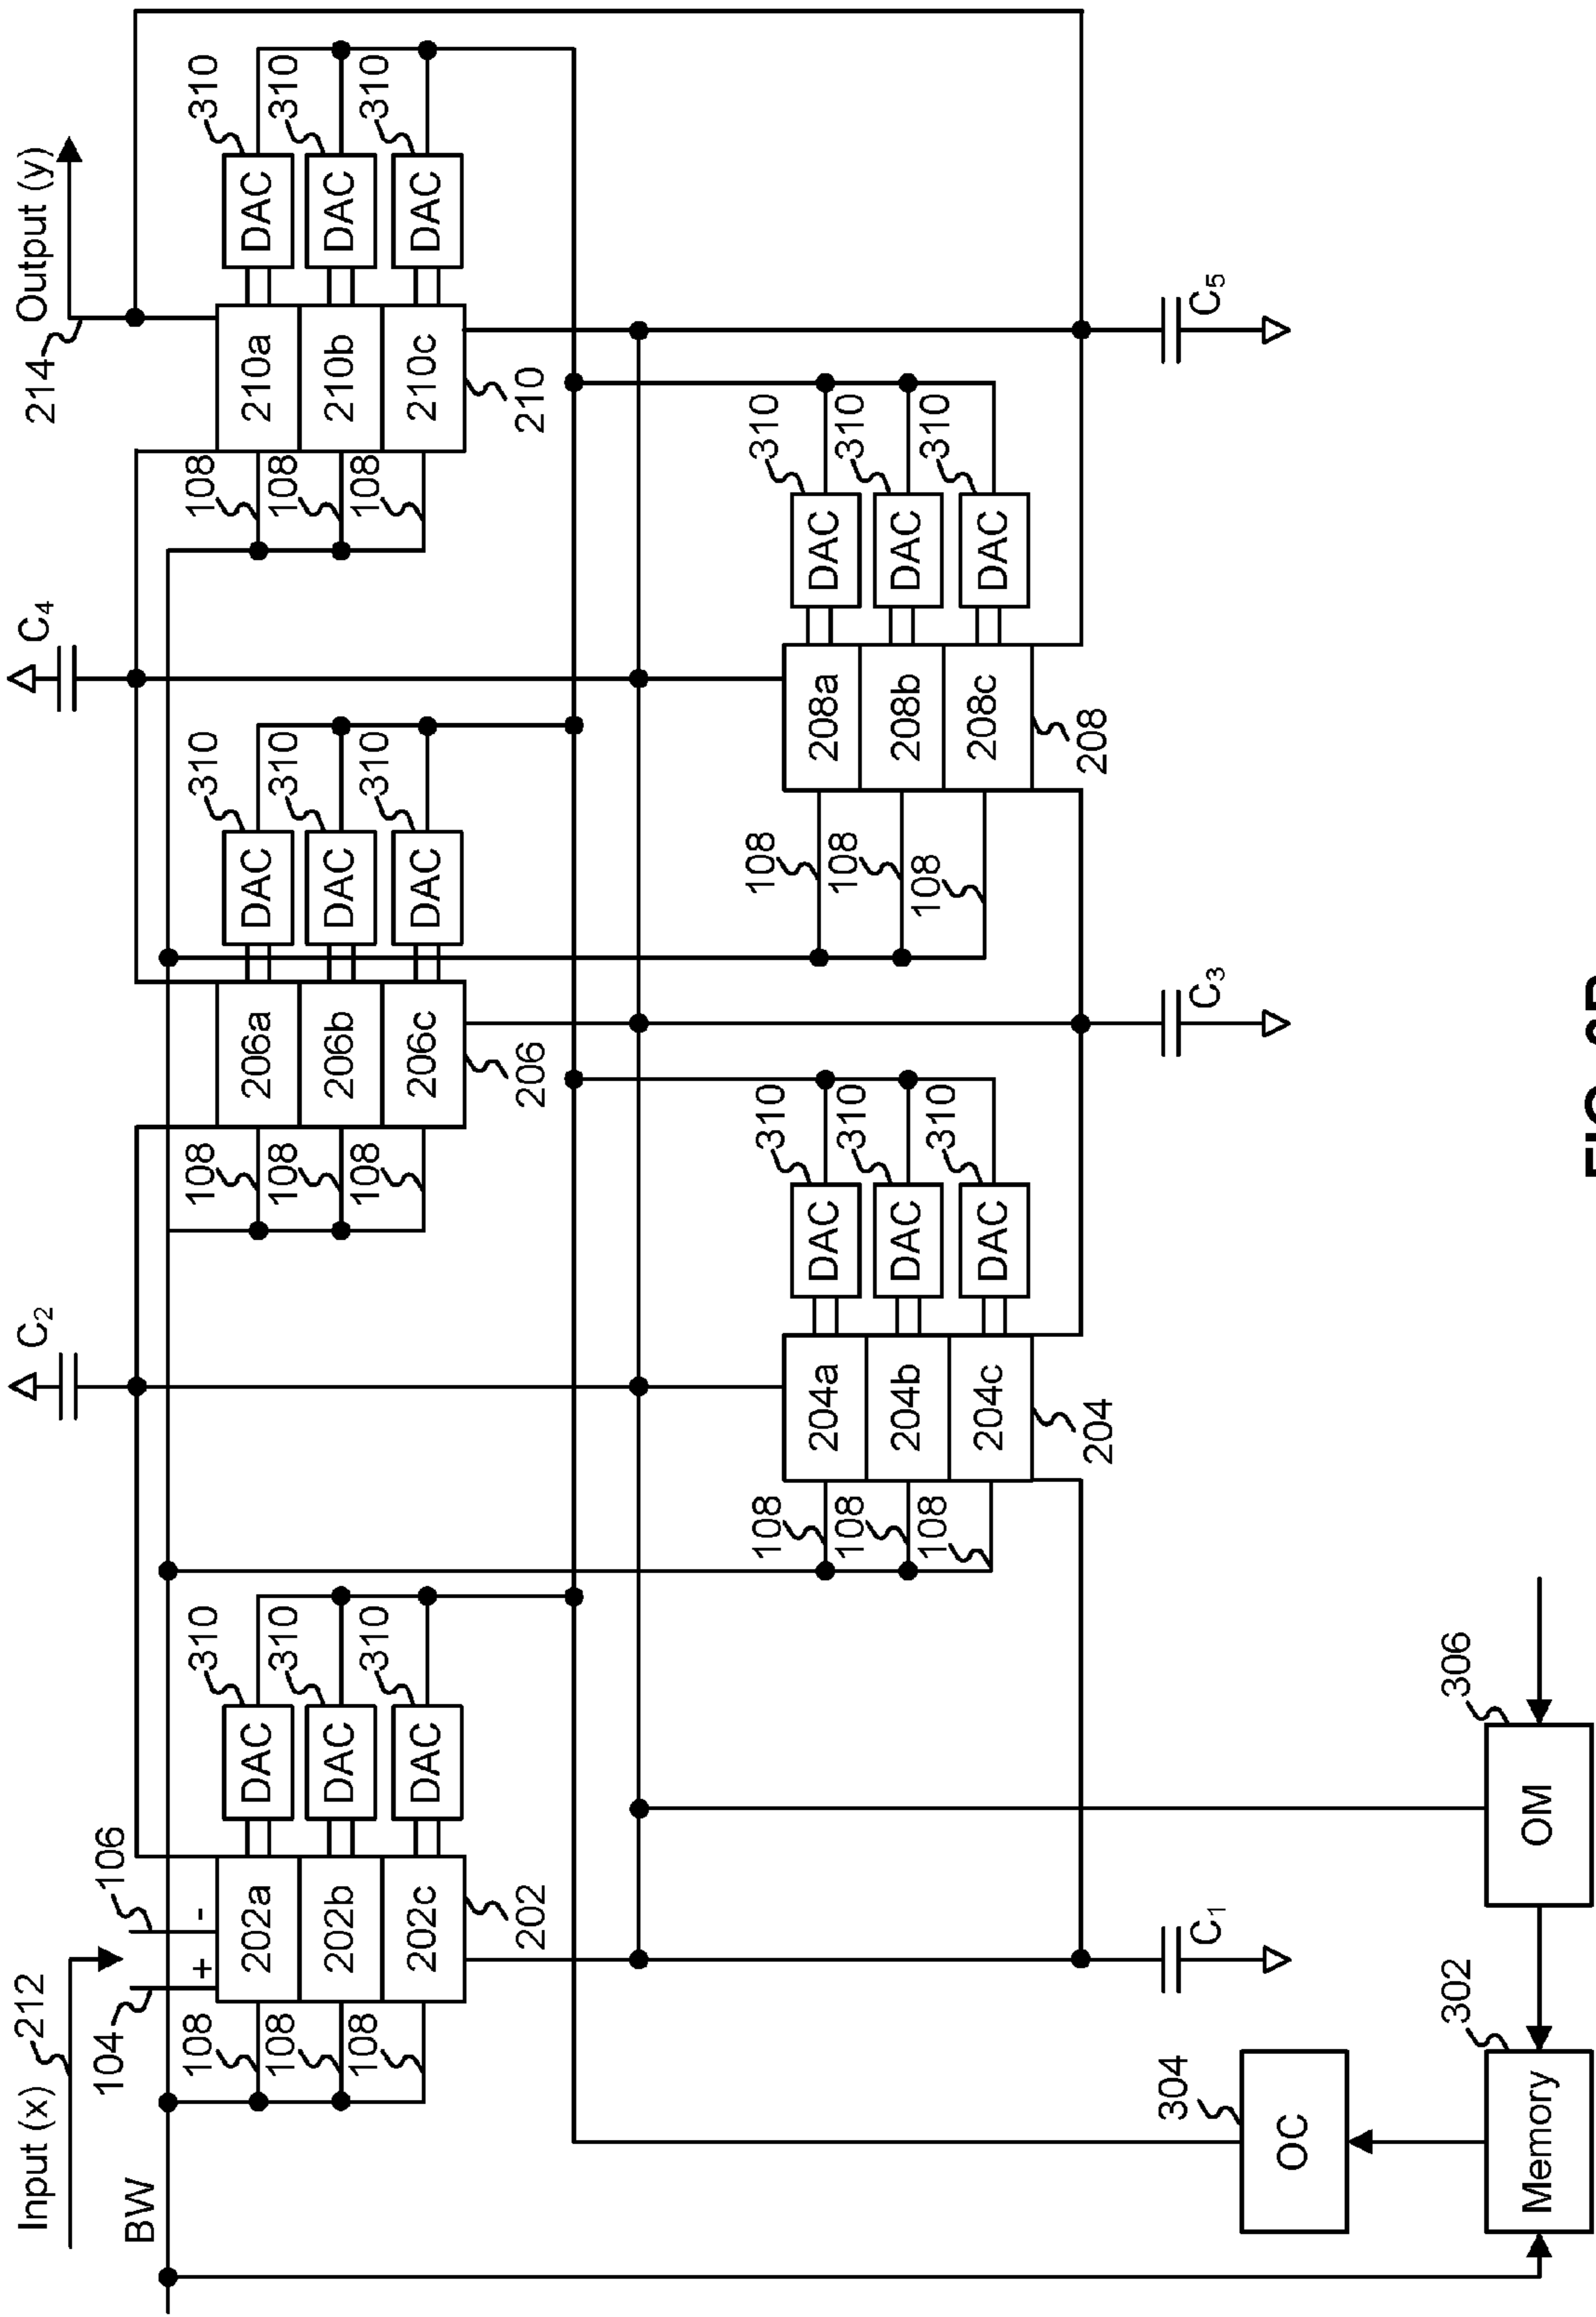 Input (x)
212
BW
104
106
+
-
108
108
108
202a
202b
202c
202
DAC
DAC
DAC
310
310
310
C2
108
108
108
206a
206b
206c
206
DAC
DAC
DAC
310
310
310
C4
108
108
108
210a
210b
210c
210
DAC
DAC
DAC
310
310
310
214
Output (y)
108
108
108
204a
204b
204c
204
DAC
DAC
DAC
310
310
310
108
108
108
208a
208b
208c
208
DAC
DAC
DAC
310
310
310
C1
C3
C5
304
OC
302
Memory
306
OM